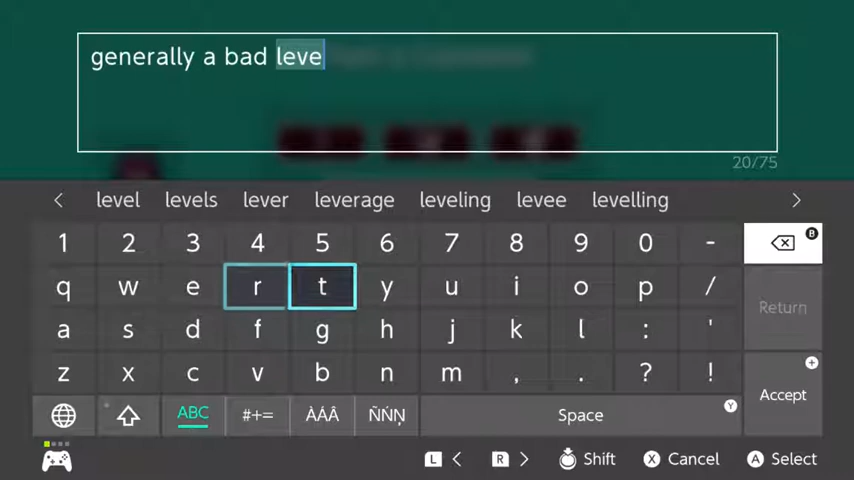 generally a bad leve
20/75
< level levels lever leverage leveling levee levelling >
1 2 3 4 5 6 7 8 9 0 - B
q w e r t y u i o p / Return
a s d f g h j k l : '
z x c v b n m , . ? ! + Accept
ABC #+= ÀÁÂ ÑŃŅ Space Y
L < R > Shift X Cancel A Select